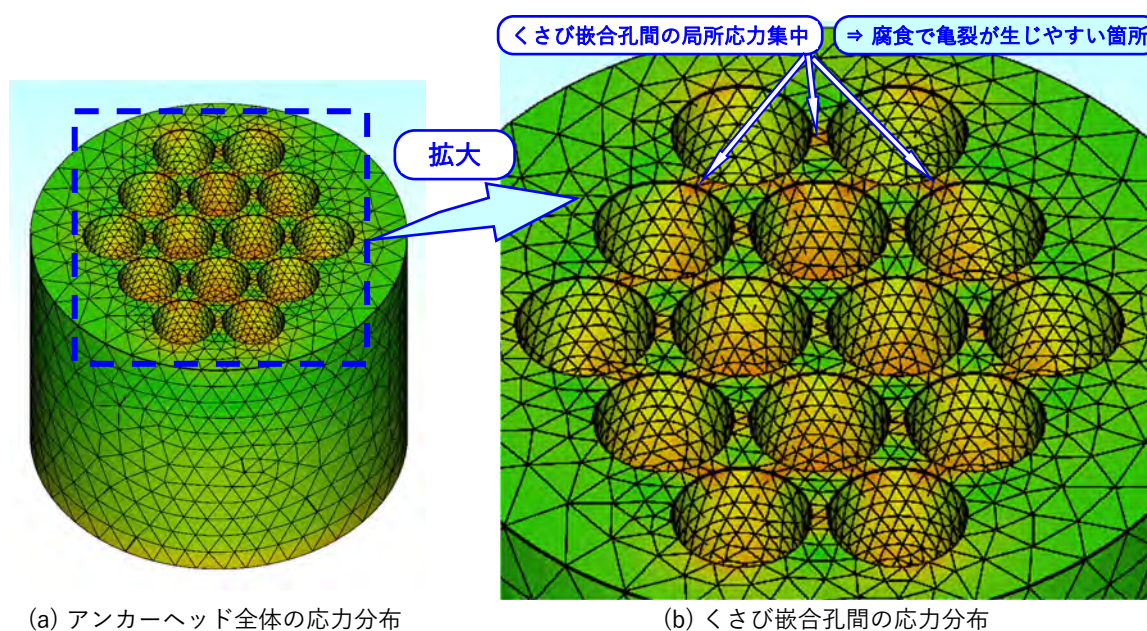 くさび嵌合孔間の局所応力集中
⇒ 腐食で亀裂が生じやすい箇所
拡大
(a) アンカーヘッド全体の応力分布
(b) くさび嵌合孔間の応力分布